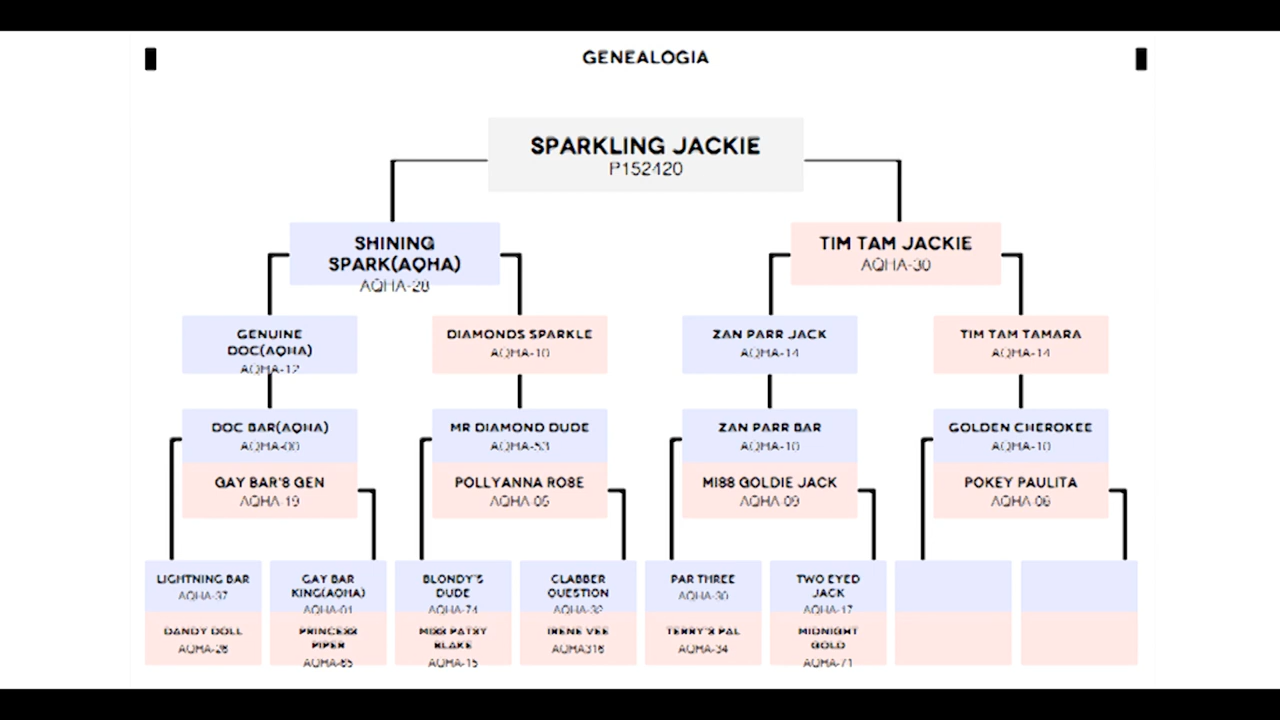 GENEALOGIA
SPARKLING JACKIE
P152420
SHINING
SPARK(AQHA)
AQHA-28
TIM TAM JACKIE
AQHA-30
GENUINE
DOC(AQHA)
AQHA-12
DIAMONDS SPARKLE
AQHA-10
ZAN PARR JACK
AQHA-14
TIM TAM TAMARA
AQHA-14
DOC BAR(AQHA)
AQHA-00
MR DIAMOND DUDE
AQHA-53
ZAN PARR BAR
AQHA-10
GOLDEN CHEROKEE
AQHA-10
GAY BAR'S GEN
AQHA-19
POLLYANNA ROSE
AQHA-05
MISS GOLDIE JACK
AQHA-09
POKEY PAULITA
AQHA-06
LIGHTNING BAR
AQHA-37
GAY BAR
KING(AQHA)
AQHA-01
BLONDY'S
DUDE
AQHA-74
CLABBER
QUESTION
AQHA-32
PAR THREE
AQHA-30
TWO EYED
JACK
AQHA-17
DANDY DOLL
AQHA-28
PRINCESS
PIPER
AQHA-85
MISS PATSY
BLAKE
AQHA-15
IRENE VEE
AQHA316
TERRY'S PAL
AQHA-34
MIDNIGHT
GOLD
AQHA-71